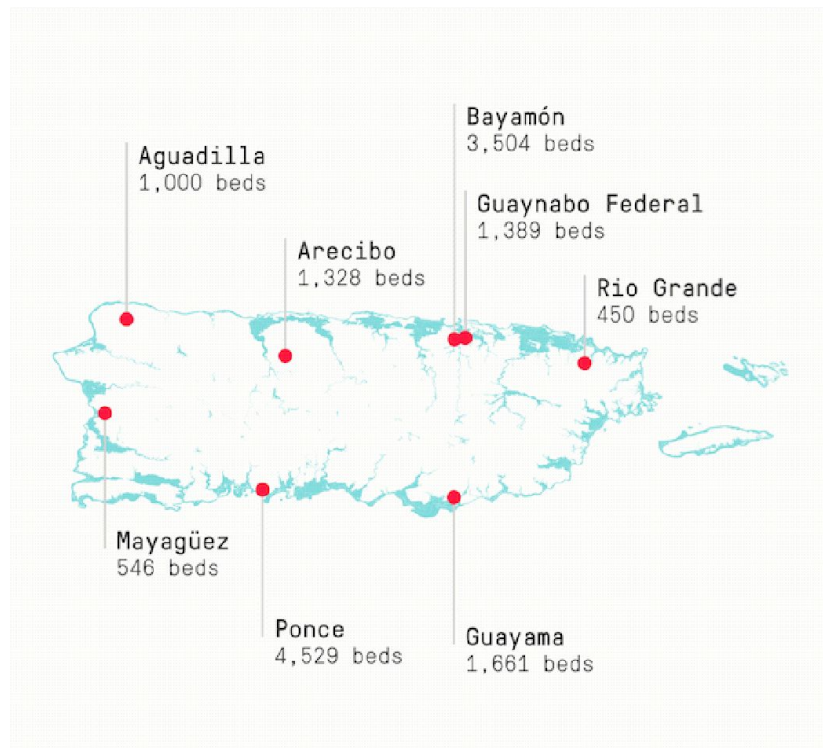 Bayamón
3,504 beds
Aguadilla
1,000 beds
Guaynabo Federal
1,389 beds
Arecibo
1,328 beds
Rio Grande
450 beds
Mayagüez
546 beds
Ponce
4,529 beds
Guayama
1,661 beds